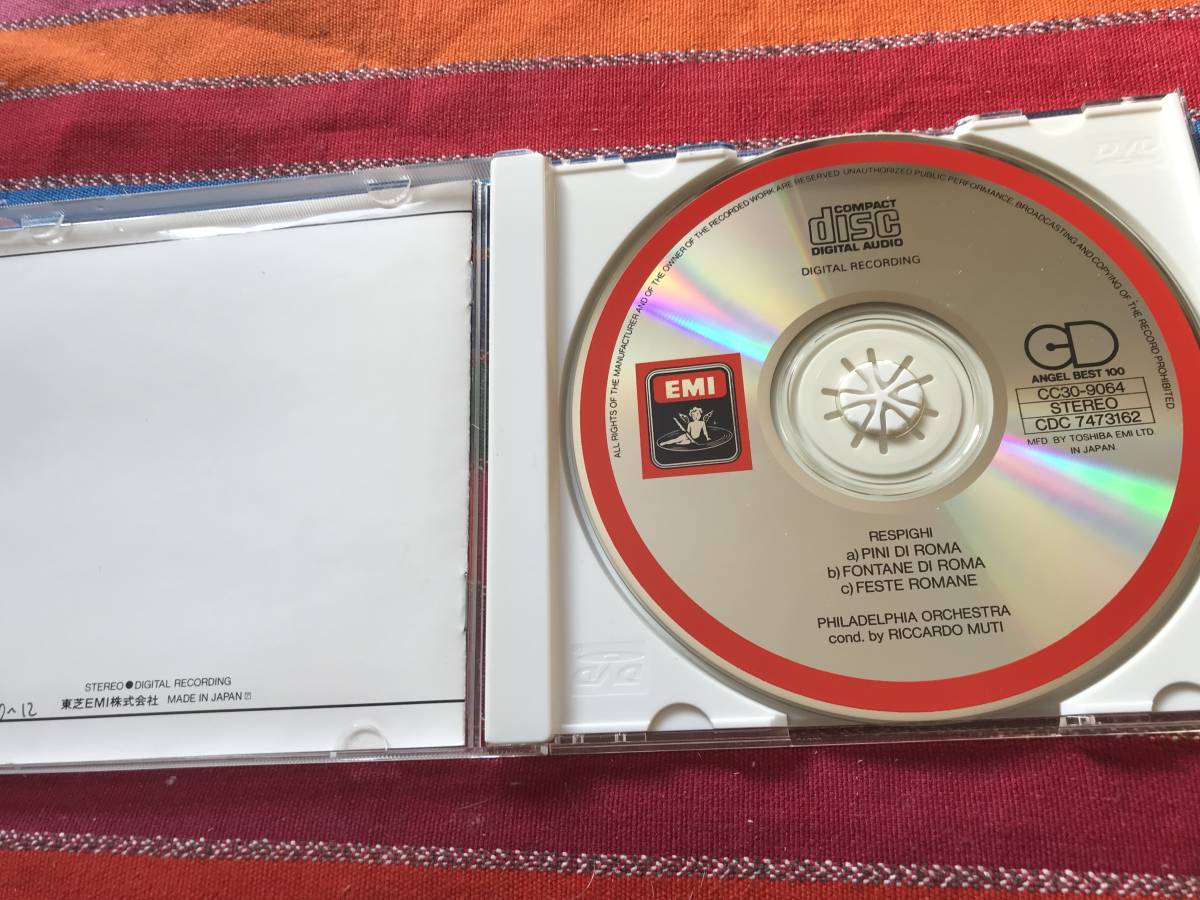 STEREO●DIGITAL RECORDING
東芝EMI株式会社 MADE IN JAPAN
ALL RIGHTS OF THE MANUFACTURER AND OF THE OWNER OF THE RECORDED WORK ARE RESERVED. UNAUTHORIZED PUBLIC PERFORMANCE, BROADCASTING AND COPYING OF THE RECORD PROHIBITED
COMPACT
disc
DIGITAL AUDIO
DIGITAL RECORDING
EMI
CD
ANGEL BEST 100
CC30-9064
STEREO
CDC 7473162
MFD. BY TOSHIBA EMI LTD.
IN JAPAN.
RESPIGHI
a) PINI DI ROMA
b) FONTANE DI ROMA
c) FESTE ROMANE
PHILADELPHIA ORCHESTRA
cond. by RICCARDO MUTI
DVD
DVD